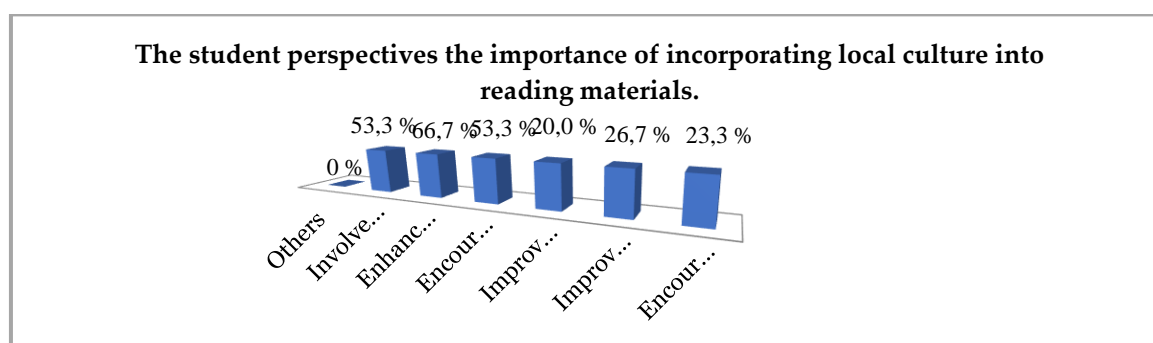 The student perspectives the importance of incorporating local culture into
reading materials.
0 %
53,3 %
66,7 %
53,3 %
20,0 %
26,7 %
23,3 %
Others
Involve...
Enhanc...
Encour...
Improv...
Improv...
Encour...